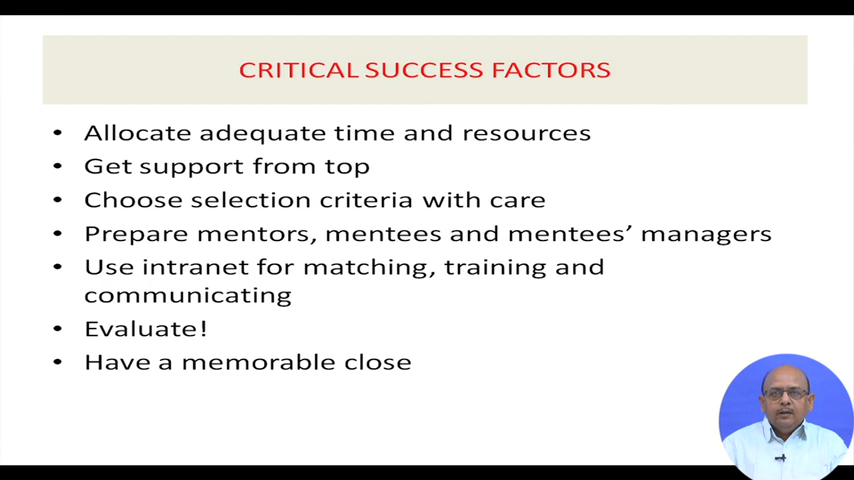 CRITICAL SUCCESS FACTORS
• Allocate adequate time and resources
• Get support from top
• Choose selection criteria with care
• Prepare mentors, mentees and mentees’ managers
• Use intranet for matching, training and
communicating
• Evaluate!
• Have a memorable close